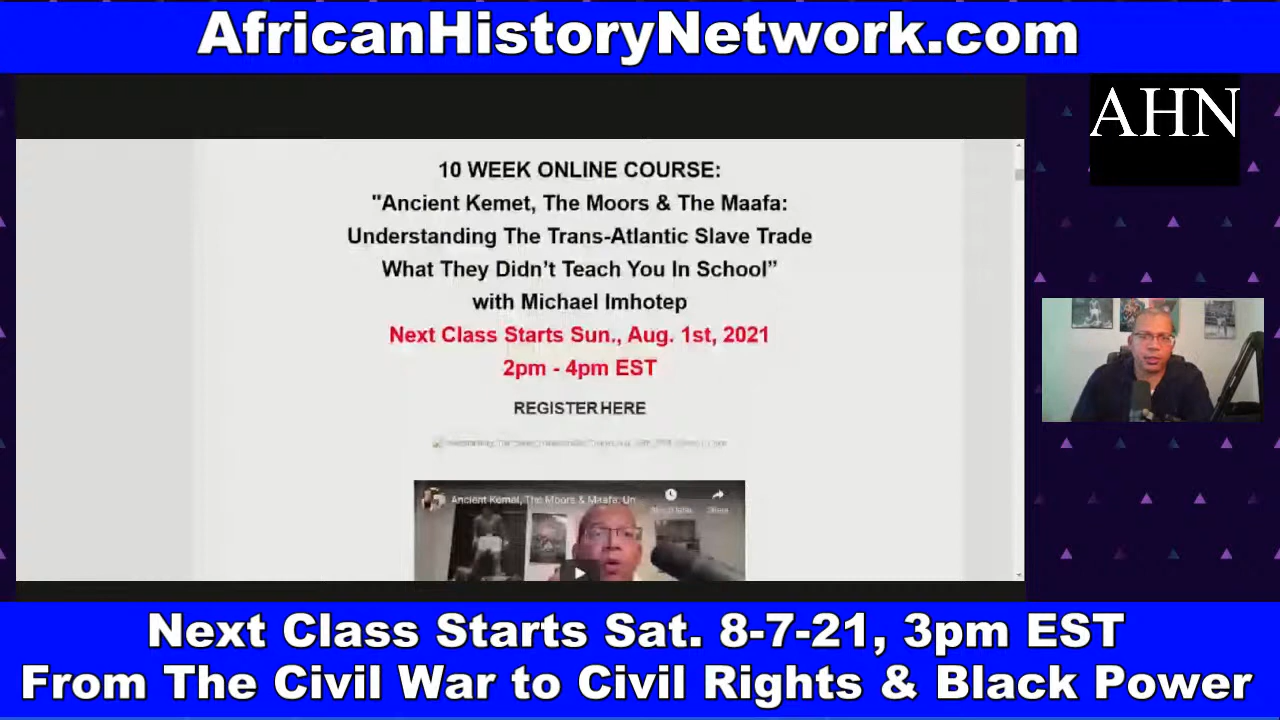 AfricanHistoryNetwork.com
AHN
10 WEEK ONLINE COURSE:
"Ancient Kemet, The Moors & The Maafa:
Understanding The Trans-Atlantic Slave Trade
What They Didn’t Teach You In School”
with Michael Imhotep
Next Class Starts Sun., Aug. 1st, 2021
2pm - 4pm EST
REGISTER HERE
Ancient Kemet, The Moors & Maafa: Un
Share
Next Class Starts Sat. 8-7-21, 3pm EST
From The Civil War to Civil Rights & Black Power